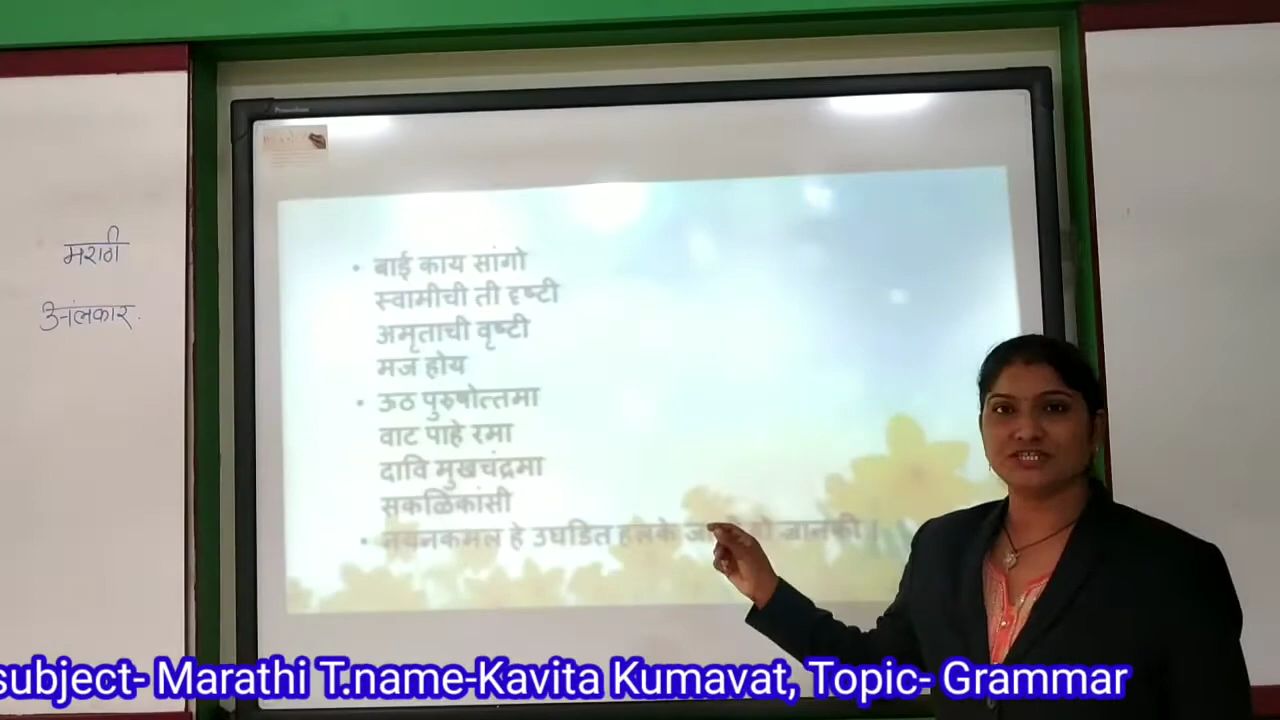 मराठी
अलंकार.
• बाई काय सांगो
स्वामीची ती दृष्टी
अमृताची वृष्टी
मज होय
• ऊठ पुरुषोत्तमा
वाट पाहे रमा
दावि मुखचंद्रमा
सकळिकांसी
• नयनकमल हे उघडित हलके जानकी ।
subject- Marathi T.name-Kavita Kumavat, Topic- Grammar